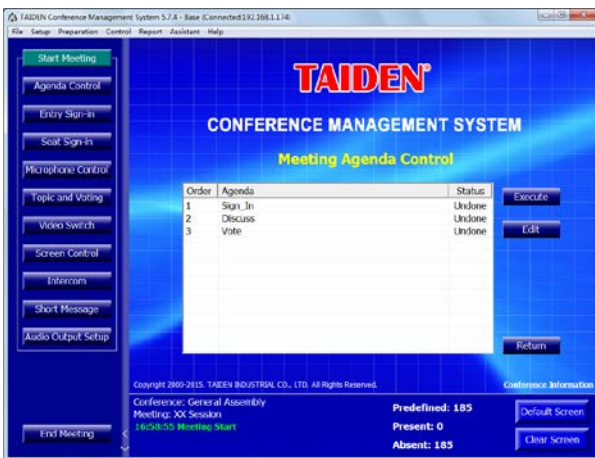 TAIDEN Conference Management System 5.7.4 - Base (Connected:192.168.1.174)
File Setup Preparation Control Report Assistant Help
Start Meeting
Agenda Control
Entry Sign-in
Seat Sign-in
Microphone Control
Topic and Voting
Video Switch
Screen Control
Intercom
Short Message
Audio Output Setup
End Meeting
TAIDEN®
CONFERENCE MANAGEMENT SYSTEM
Meeting Agenda Control
Order Agenda Status
1 Sign_In Undone
2 Discuss Undone
3 Vote Undone
Execute
Edit
Return
Copyright 2000-2015. TAIDEN INDUSTRIAL CO., LTD. All Rights Reserved.
Conference Information
Conference: General Assembly
Meeting: XX Session
16:58:55 Meeting Start
Predefined: 185
Present: 0
Absent: 185
Default Screen
Clear Screen